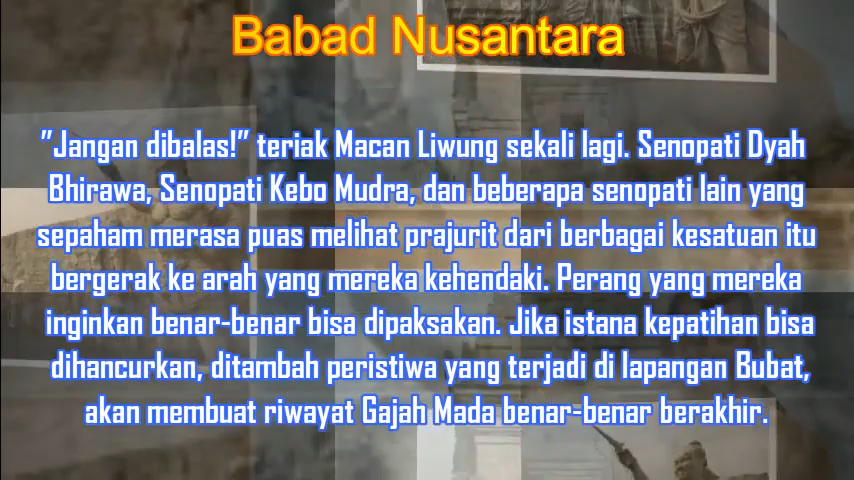 Babad Nusantara
"Jangan dibalas!" teriak Macan Liwung sekali lagi. Senopati Dyah
Bhirawa, Senopati Kebo Mudra, dan beberapa senopati lain yang
sepaham merasa puas melihat prajurit dari berbagai kesatuan itu
bergerak ke arah yang mereka kehendaki. Perang yang mereka
inginkan benar-benar bisa dipaksakan. Jika istana kepatihan bisa
dihancurkan, ditambah peristiwa yang terjadi di lapangan Bubat,
akan membuat riwayat Gajah Mada benar-benar berakhir.